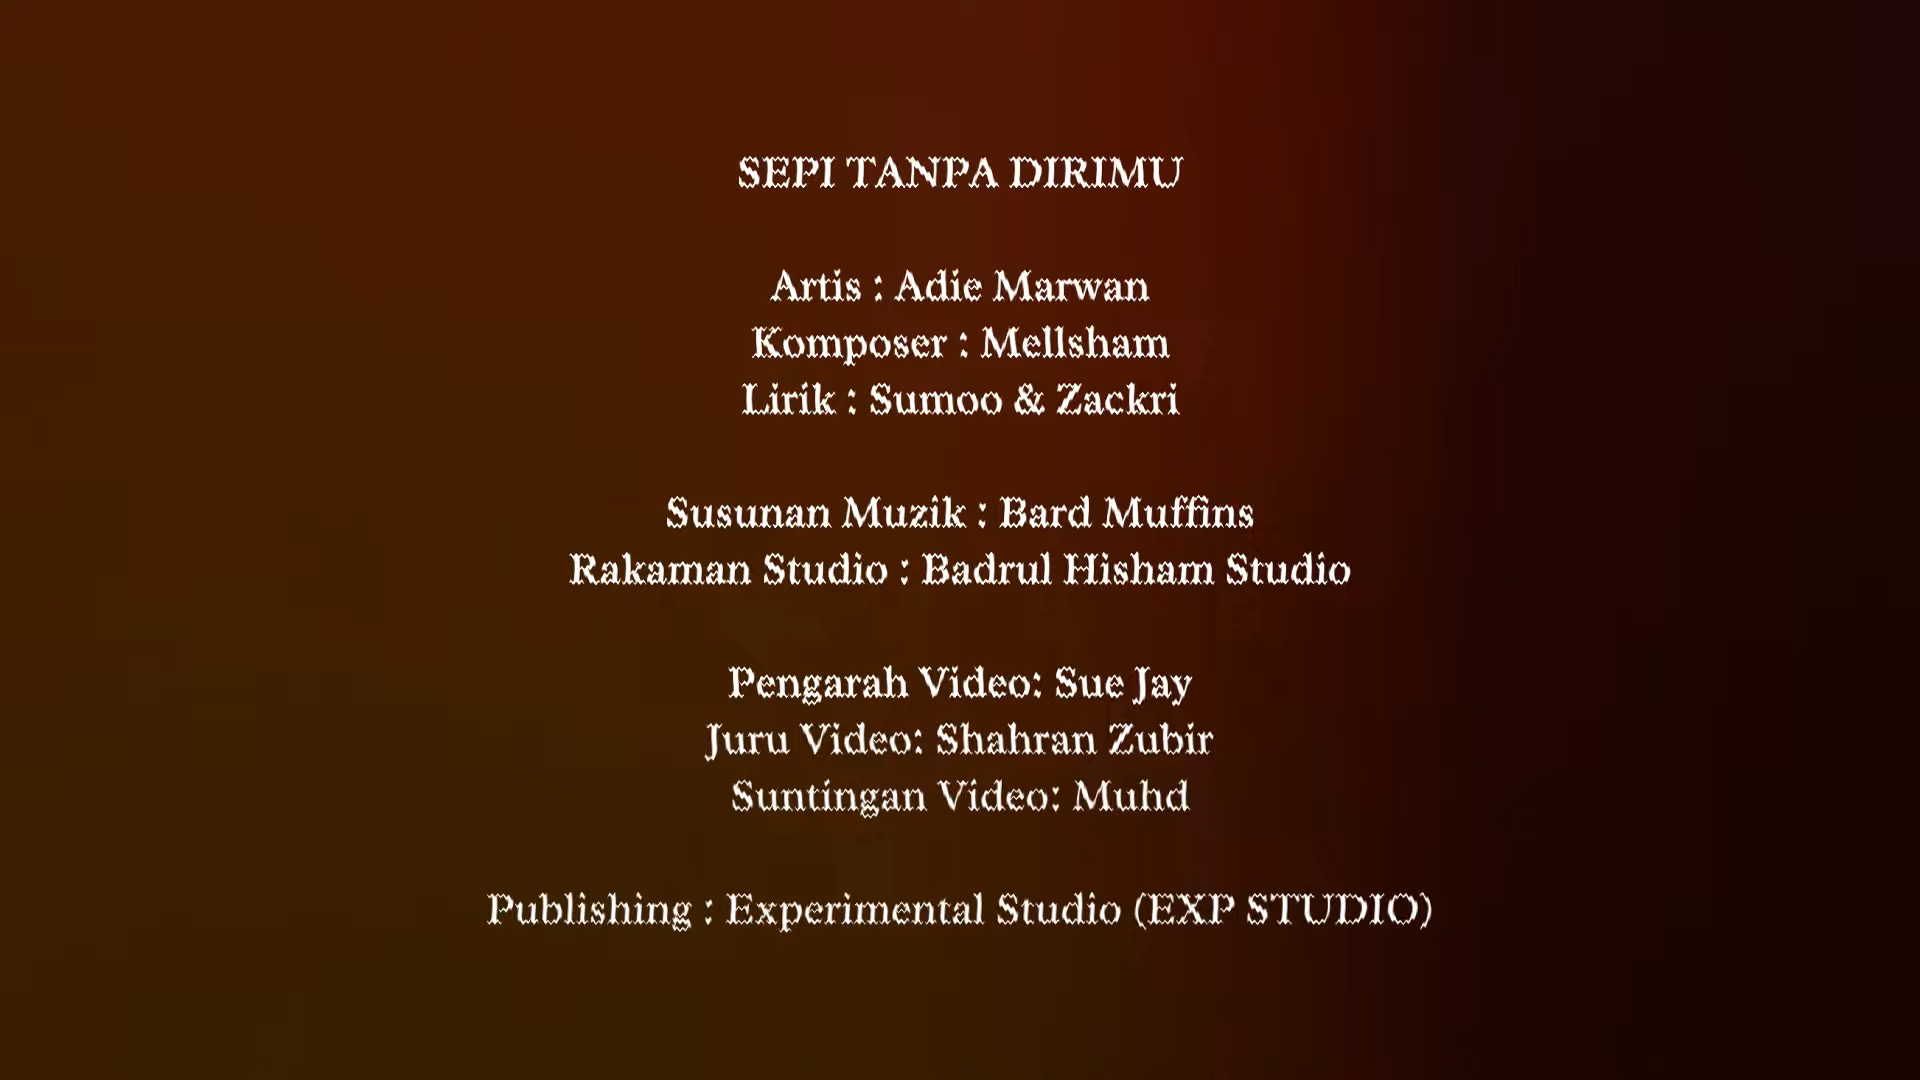 SEPI TANPA DIRIMU
Artis : Adie Marwan
Komposer : Mellsham
Lirik : Sumoo & Zackri
Susunan Muzik : Bard Muffins
Rakaman Studio : Badrul Hisham Studio
Pengarah Video: Sue Jay
Juru Video: Shahran Zubir
Suntingan Video: Muhd
Publishing : Experimental Studio (EXP STUDIO)